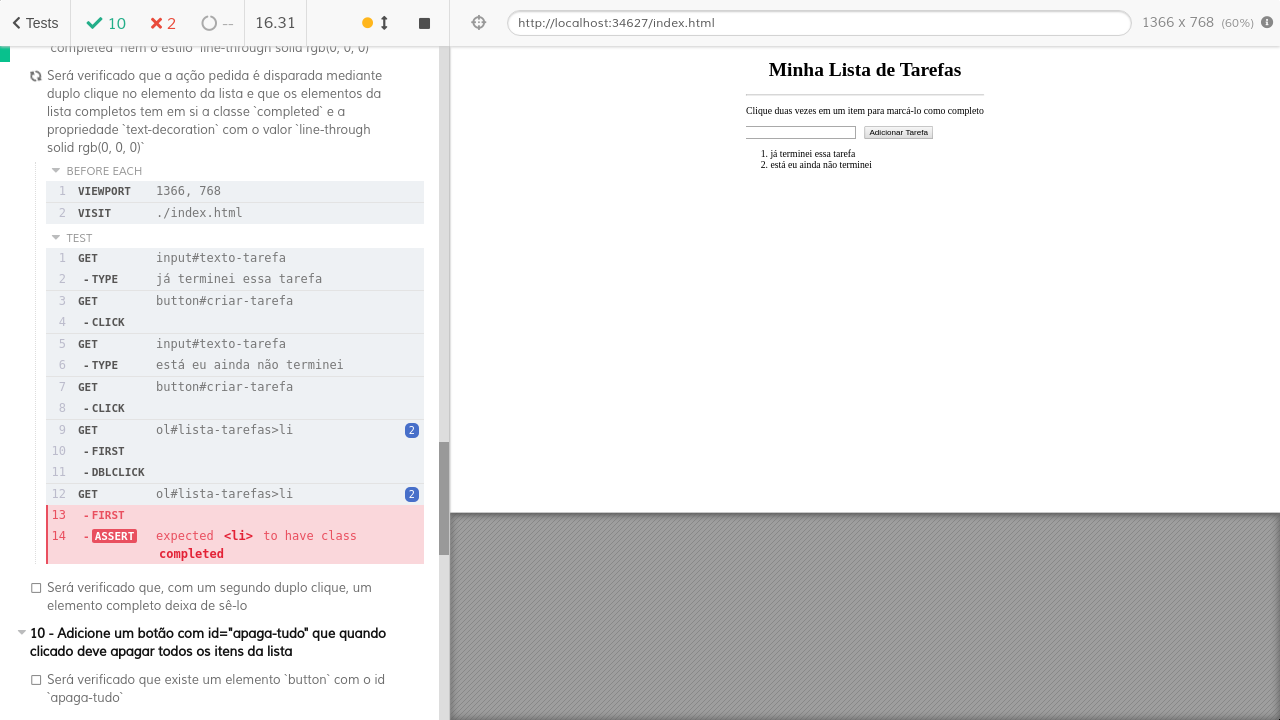 Tests
10
2
--
16.31
http://localhost:34627/index.html
1366 x 768 (60%)
`completed` nem o estilo `line-through solid rgb(0, 0, 0)`
Será verificado que a ação pedida é disparada mediante
duplo clique no elemento da lista e que os elementos da
lista completos tem em si a classe `completed` e a
propriedade `text-decoration` com o valor `line-through
solid rgb(0, 0, 0)`
BEFORE EACH
1 VIEWPORT 1366, 768
2 VISIT ./index.html
TEST
1 GET input#texto-tarefa
2 -TYPE já terminei essa tarefa
3 GET button#criar-tarefa
4 -CLICK
5 GET input#texto-tarefa
6 -TYPE está eu ainda não terminei
7 GET button#criar-tarefa
8 -CLICK
9 GET ol#lista-tarefas>li 2
10 -FIRST
11 -DBLCLICK
12 GET ol#lista-tarefas>li 2
13 -FIRST
14 -ASSERT expected <li> to have class
completed
Será verificado que, com um segundo duplo clique, um
elemento completo deixa de sê-lo
10 - Adicione um botão com id="apaga-tudo" que quando
clicado deve apagar todos os itens da lista
Será verificado que existe um elemento `button` com o id
`apaga-tudo`
Minha Lista de Tarefas
Clique duas vezes em um item para marcá-lo como completo
Adicionar Tarefa
1. já terminei essa tarefa
2. está eu ainda não terminei